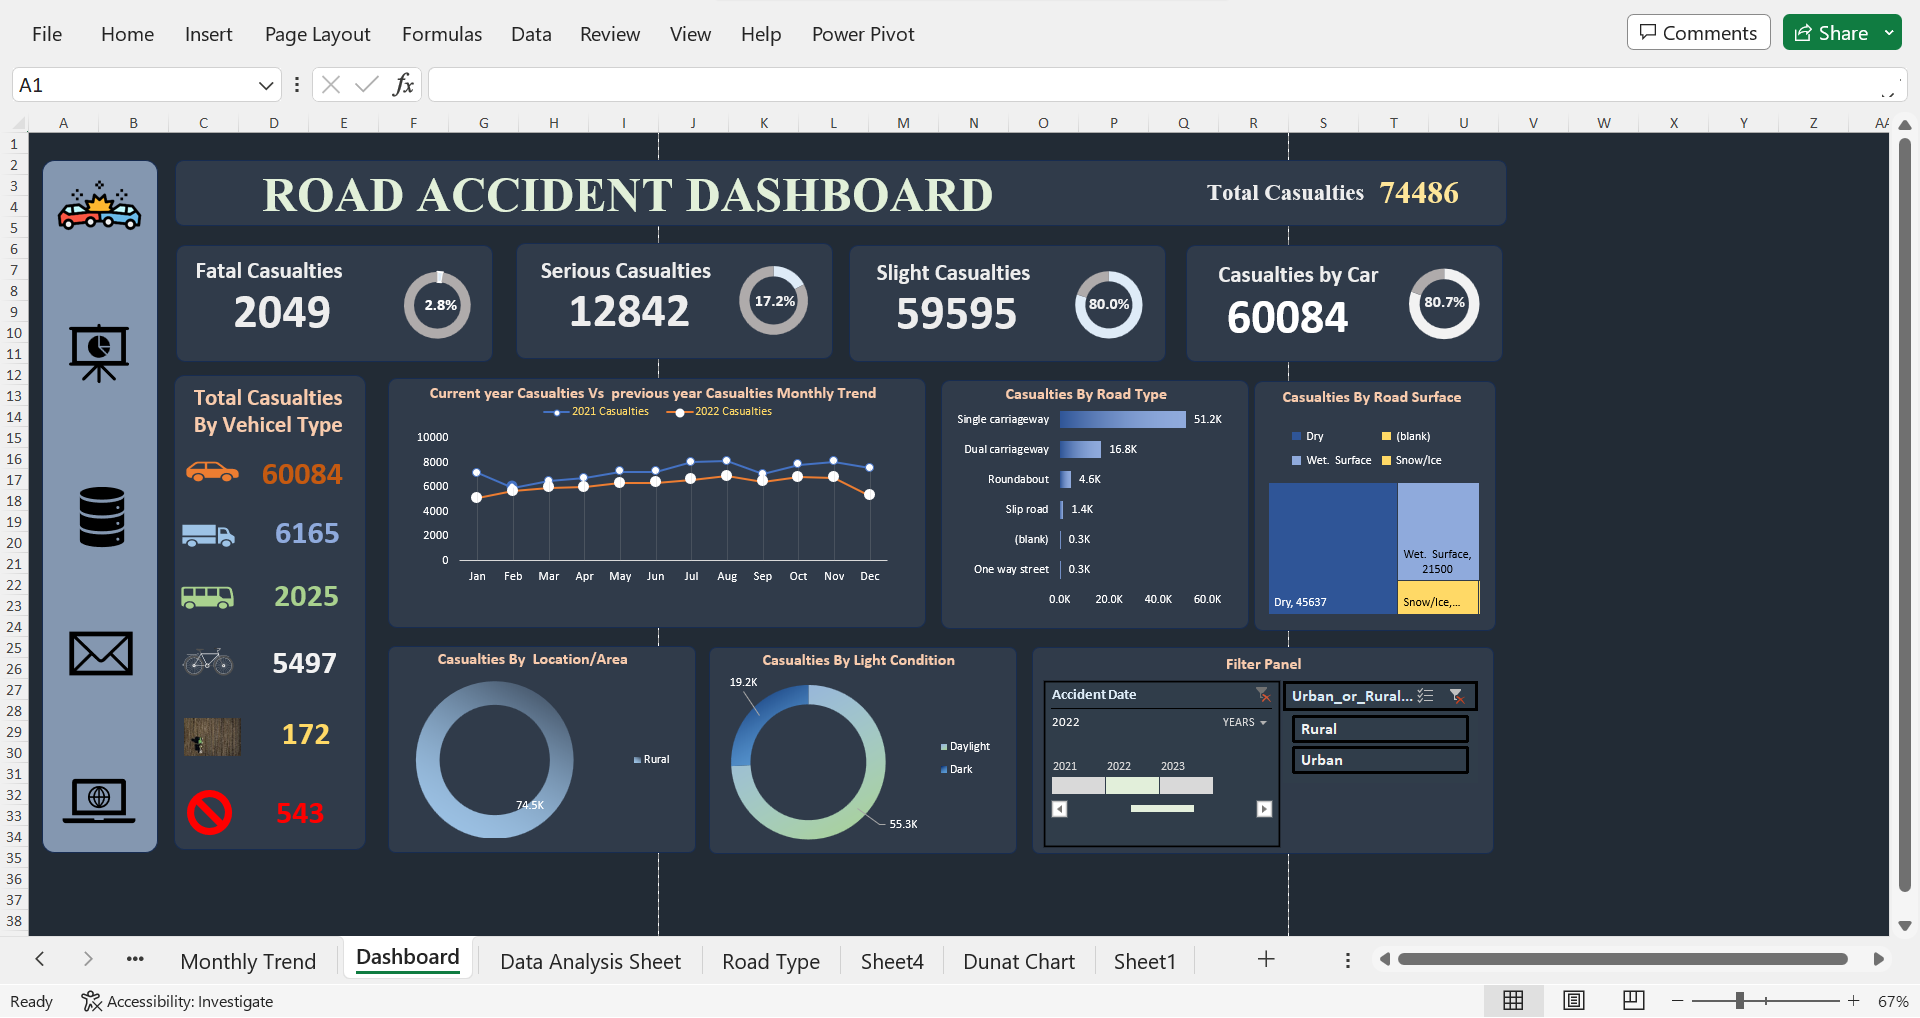 File Home Insert Page Layout Formulas Data Review View Help Power Pivot Comments Share
A1 fx
A B C D E F G H I J K L M N O P Q R S T U V W X Y Z AA
1
2
3
4
5
6
7
8
9
10
11
12
13
14
15
16
17
18
19
20
21
22
23
24
25
26
27
28
29
30
31
32
33
34
35
36
37
38
ROAD ACCIDENT DASHBOARD
Total Casualties 74486
Fatal Casualties
2049
2.8%
Serious Casualties
12842
17.2%
Slight Casualties
59595
80.0%
Casualties by Car
60084
80.7%
Total Casualties
By Vehicel Type
60084
6165
2025
5497
172
543
Current year Casualties Vs previous year Casualties Monthly Trend
2021 Casualties 2022 Casualties
10000
8000
6000
4000
2000
0
Jan Feb Mar Apr May Jun Jul Aug Sep Oct Nov Dec
Casualties By Road Type
Single carriageway 51.2K
Dual carriageway 16.8K
Roundabout 4.6K
Slip road 1.4K
(blank) 0.3K
One way street 0.3K
0.0K 20.0K 40.0K 60.0K
Casualties By Road Surface
Dry (blank)
Wet. Surface Snow/Ice
Wet. Surface,
21500
Dry, 45637
Snow/Ice,...
Casualties By Location/Area
Rural
74.5K
Casualties By Light Condition
19.2K
Daylight
Dark
55.3K
Filter Panel
Accident Date
2022 YEARS
2021 2022 2023
Urban_or_Rural...
Rural
Urban
Monthly Trend Dashboard Data Analysis Sheet Road Type Sheet4 Dunat Chart Sheet1
Ready Accessibility: Investigate 67%